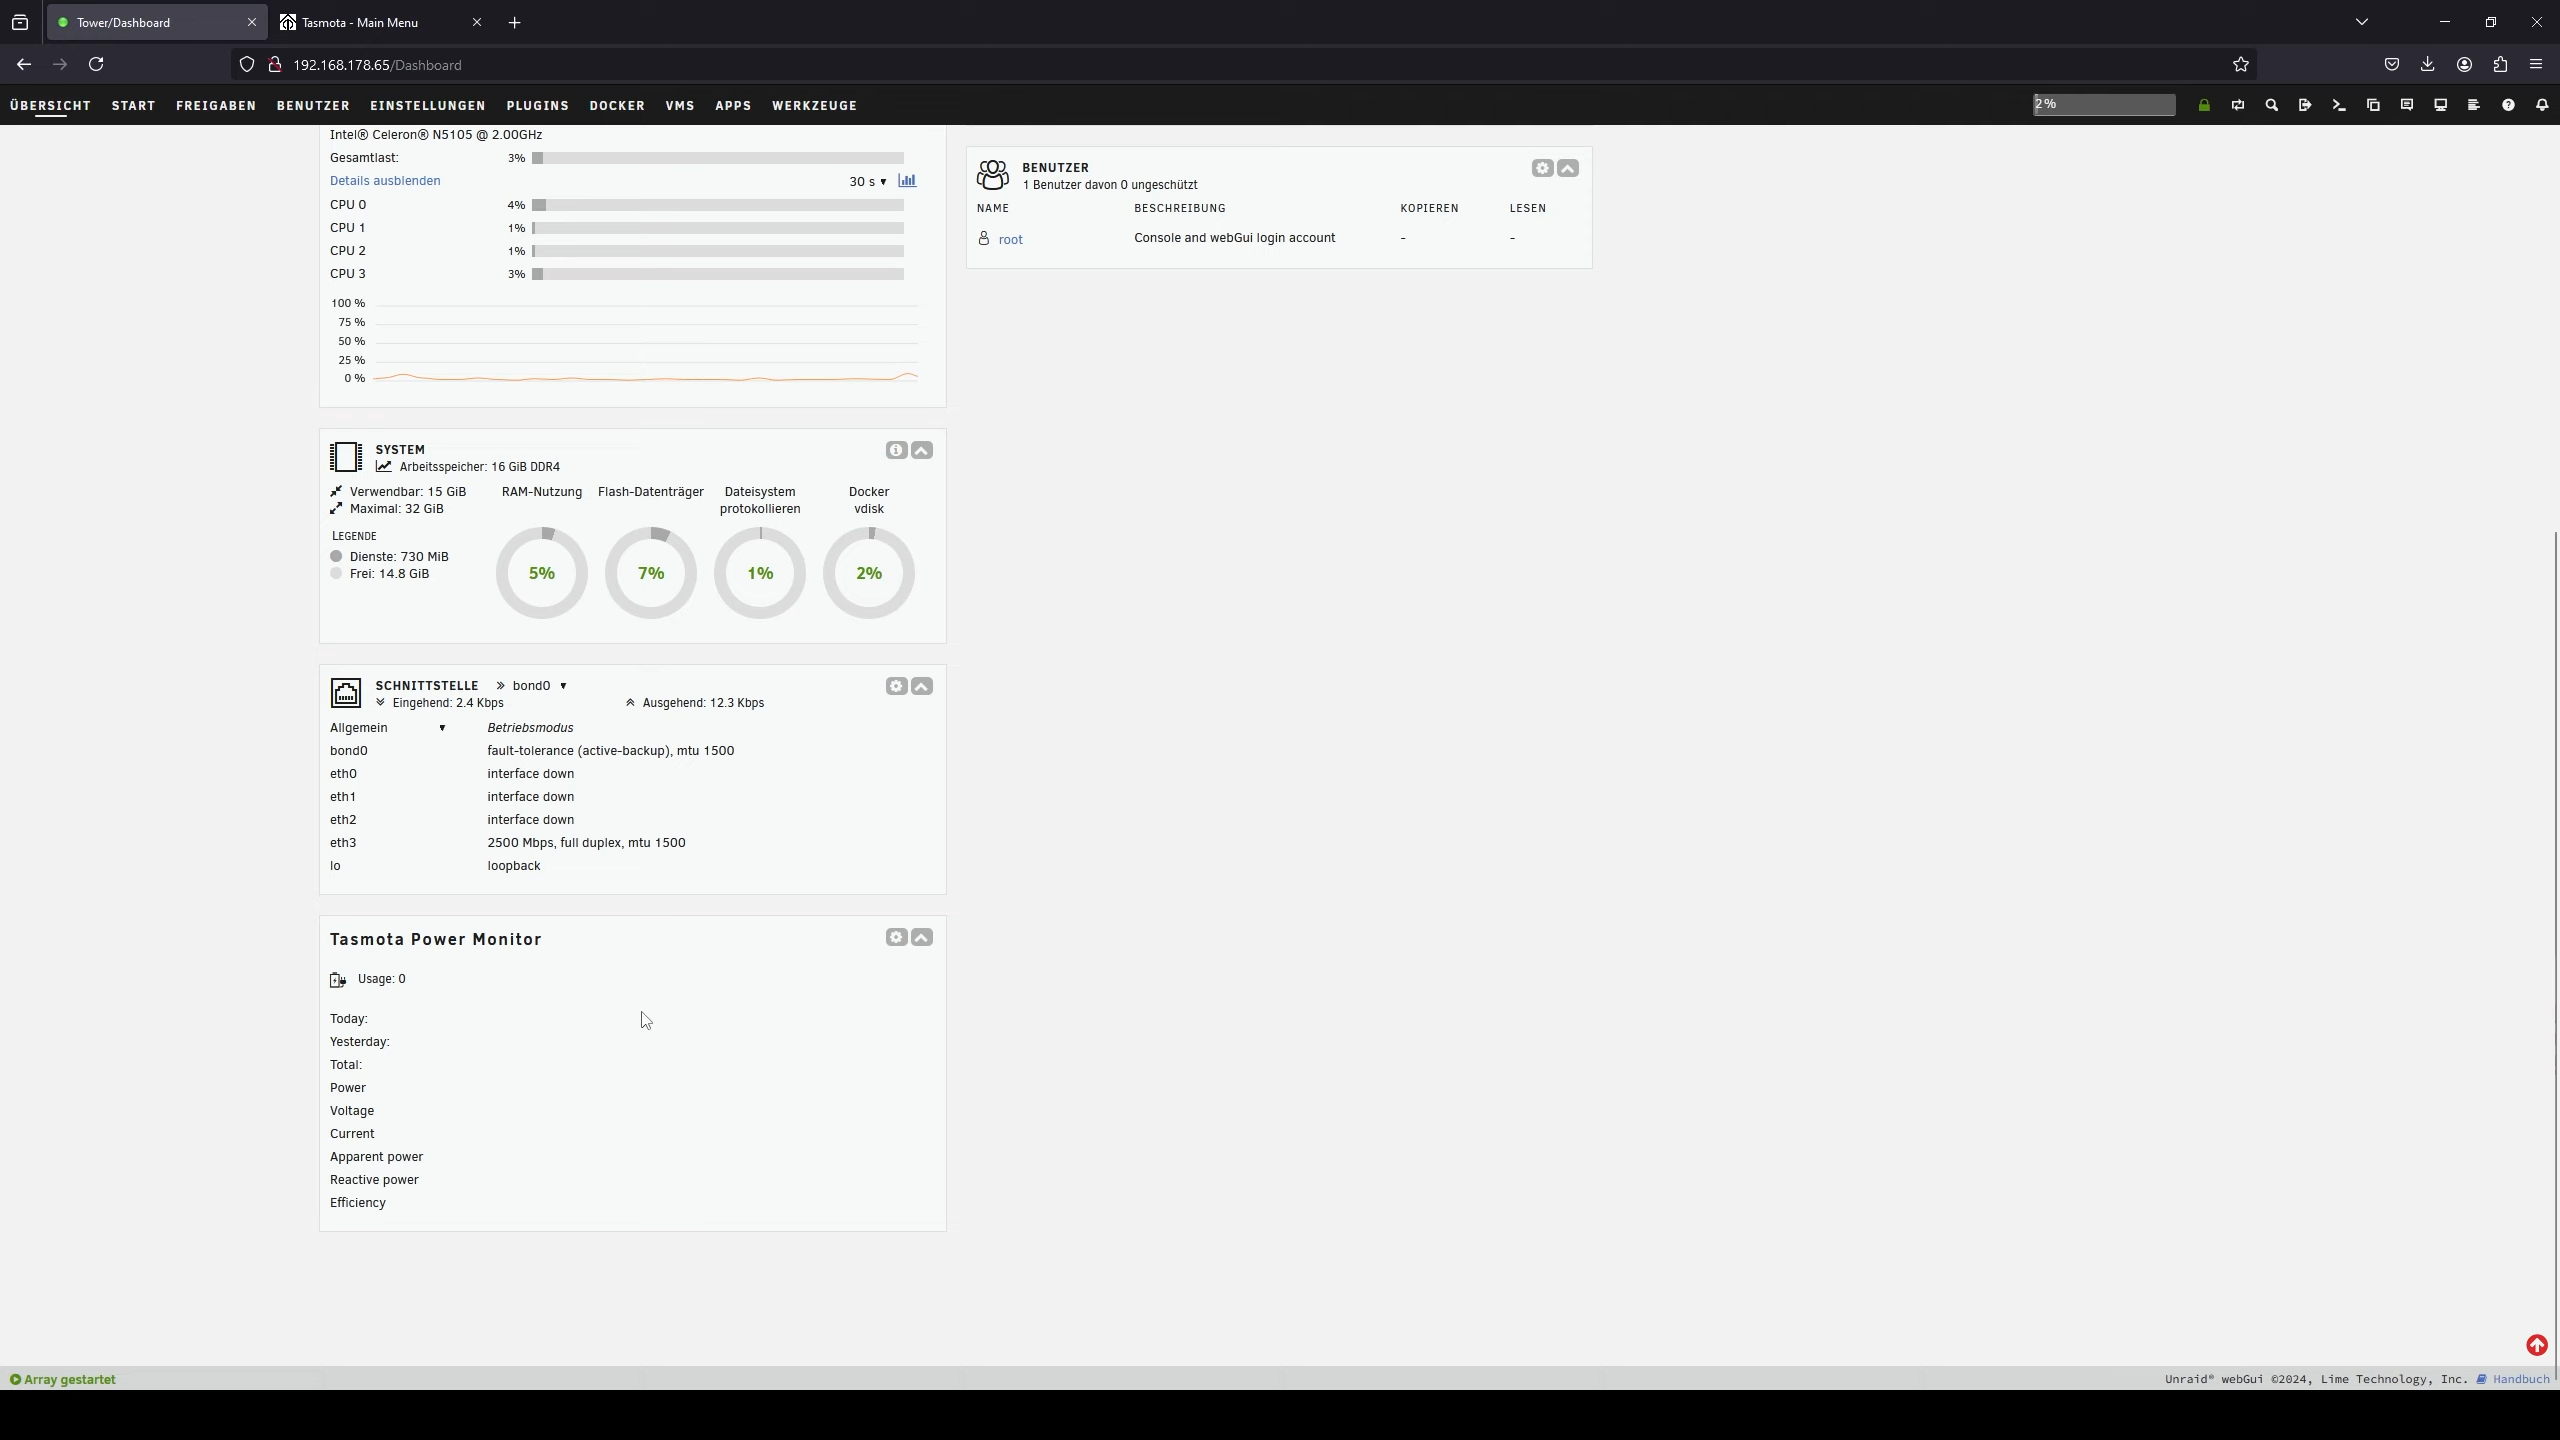 Tower/Dashboard
Tasmota - Main Menu
192.168.178.65/Dashboard
ÜBERSICHT START FREIGABEN BENUTZER EINSTELLUNGEN PLUGINS DOCKER VMS APPS WERKZEUGE
2%
Intel® Celeron® N5105 @ 2.00GHz
Gesamtlast: 3%
Details ausblenden 30 s
CPU 0 4%
CPU 1 1%
CPU 2 1%
CPU 3 3%
100 %
75 %
50 %
25 %
0 %
BENUTZER
1 Benutzer davon 0 ungeschützt
NAME BESCHREIBUNG KOPIEREN LESEN
root Console and webGui login account - -
SYSTEM
Arbeitsspeicher: 16 GiB DDR4
Verwendbar: 15 GiB
Maximal: 32 GiB
RAM-Nutzung Flash-Datenträger Dateisystem Docker
protokollieren vdisk
LEGENDE
Dienste: 730 MiB
Frei: 14.8 GiB
5% 7% 1% 2%
SCHNITTSTELLE bond0
Eingehend: 2.4 Kbps Ausgehend: 12.3 Kbps
Allgemein Betriebsmodus
bond0 fault-tolerance (active-backup), mtu 1500
eth0 interface down
eth1 interface down
eth2 interface down
eth3 2500 Mbps, full duplex, mtu 1500
lo loopback
Tasmota Power Monitor
Usage: 0
Today:
Yesterday:
Total:
Power
Voltage
Current
Apparent power
Reactive power
Efficiency
Array gestartet
Unraid® webGui ©2024, Lime Technology, Inc. Handbuch